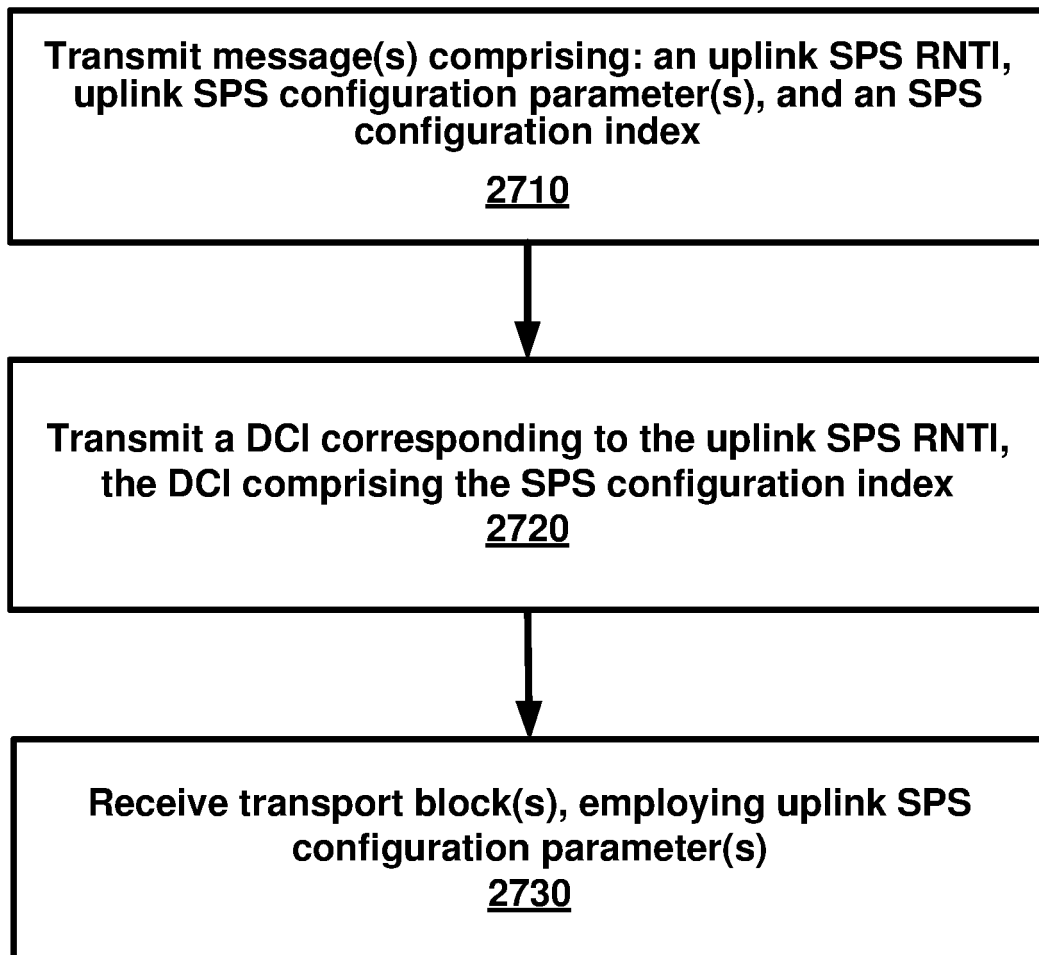 Transmit message(s) comprising: an uplink SPS RNTI,
uplink SPS configuration parameter(s), and an SPS
configuration index
2710
Transmit a DCI corresponding to the uplink SPS RNTI,
the DCI comprising the SPS configuration index
2720
Receive transport block(s), employing uplink SPS
configuration parameter(s)
2730